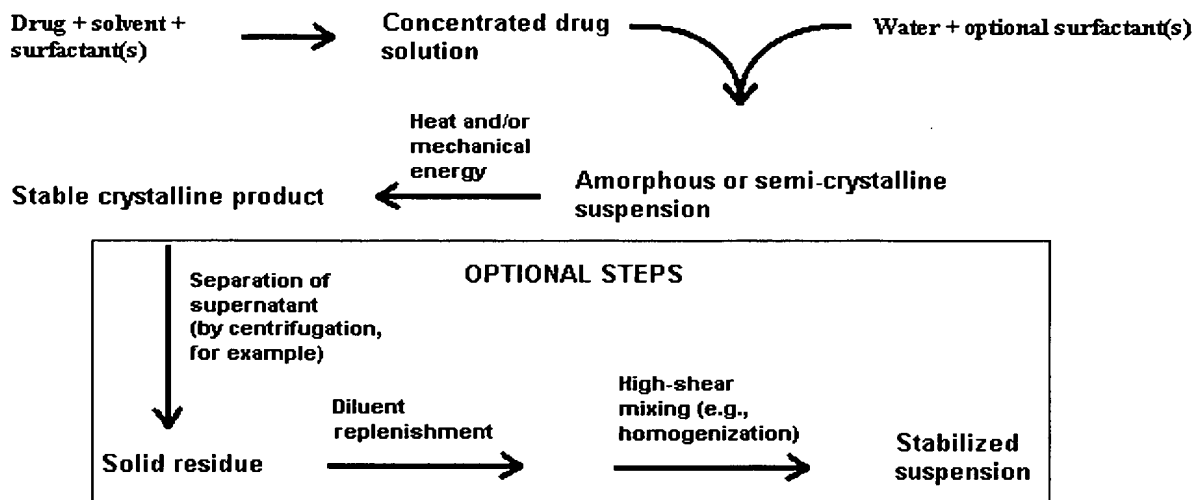 Drug + solvent +
surfactant(s)
Concentrated drug
solution
Water + optional surfactant(s)
Heat and/or
mechanical
energy
Stable crystalline product
Amorphous or semi-crystalline
suspension
OPTIONAL STEPS
Separation of
supernatant
(by centrifugation,
for example)
Diluent
replenishment
High-shear
mixing (e.g.,
homogenization)
Solid residue
Stabilized
suspension